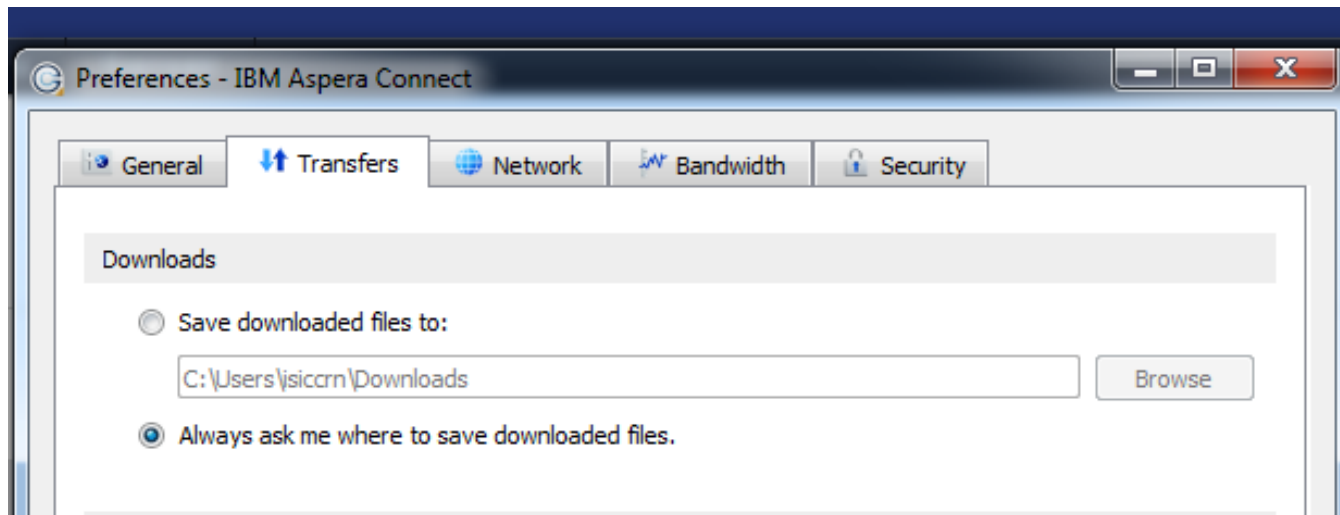 Preferences - IBM Aspera Connect
General Transfers Network Bandwidth Security
Downloads
Save downloaded files to:
C:\Users\isiccrn\Downloads Browse
Always ask me where to save downloaded files.